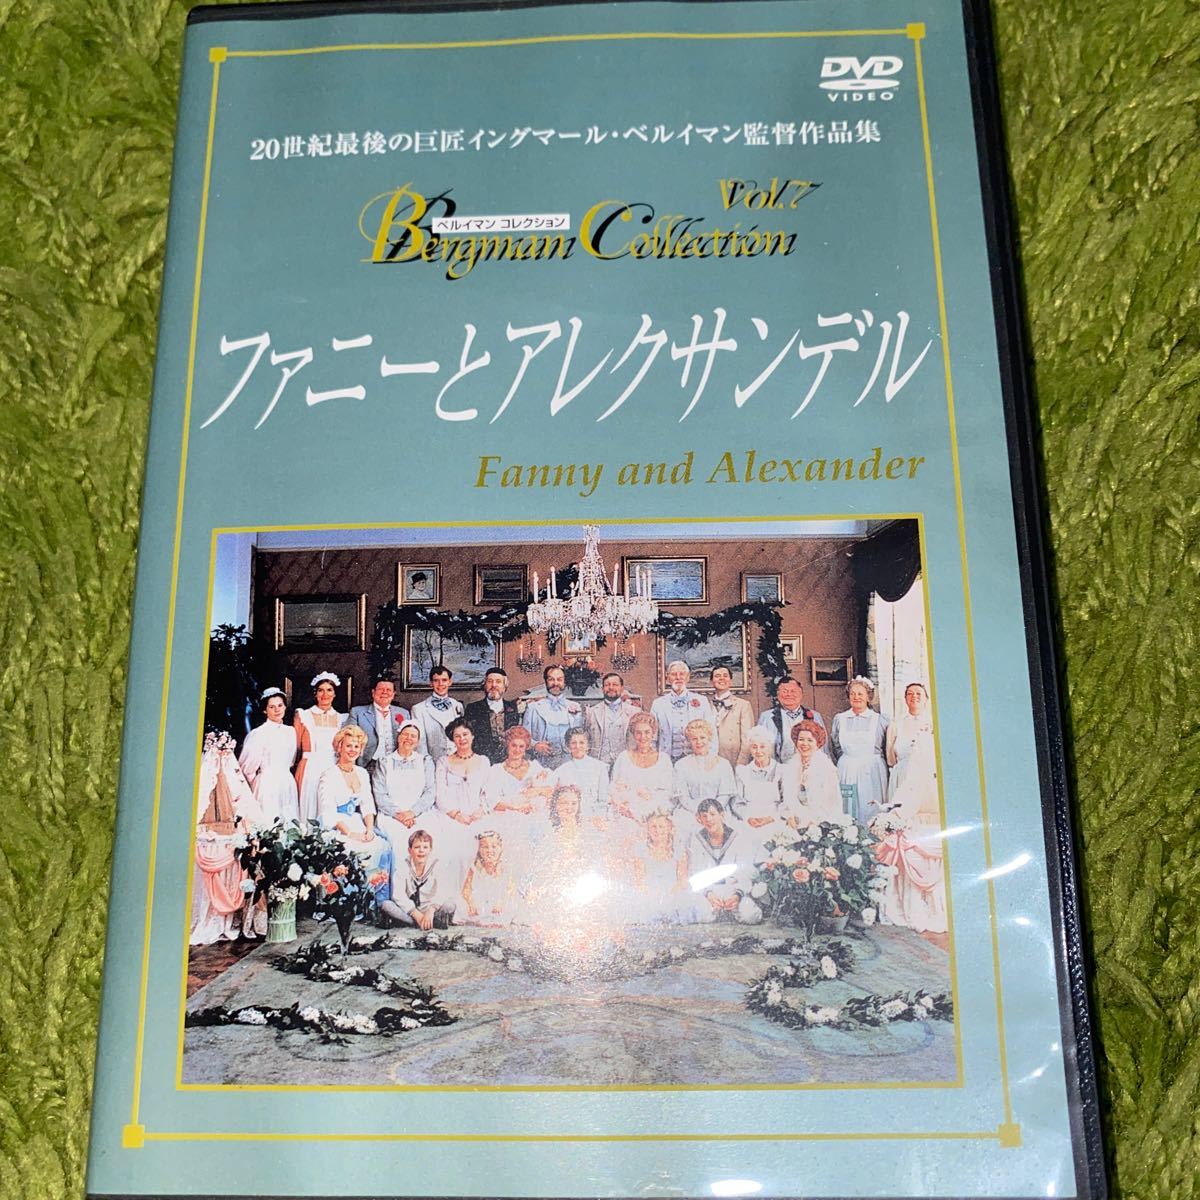 DVD
VIDEO
20世紀最後の巨匠イングマール・ベルイマン監督作品集
Vol.7
ベルイマン コレクション
Bergman Collection
ファニーとアレクサンデル
Fanny and Alexander